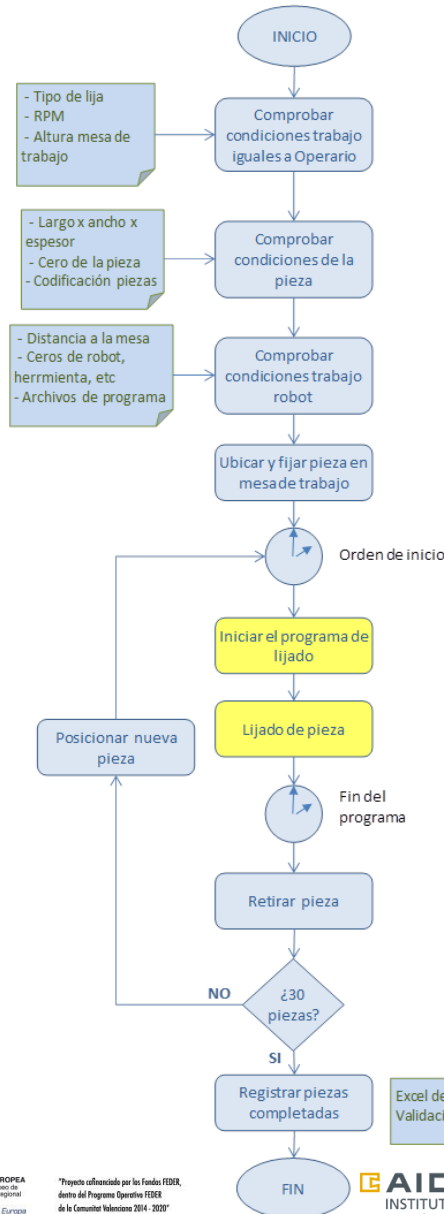 INICIO
- Tipo de lija
- RPM
- Altura mesa de
trabajo
Comprobar
condiciones trabajo
iguales a Operario
- Largo x ancho x
espesor
- Cero de la pieza
- Codificación piezas
Comprobar
condiciones de la
pieza
- Distancia a la mesa
- Ceros de robot,
herrmienta, etc
- Archivos de programa
Comprobar
condiciones trabajo
robot
Ubicar y fijar pieza en
mesa de trabajo
Orden de inicio
Iniciar el programa de
lijado
Posicionar nueva
pieza
Lijado de pieza
Fin del
programa
Retirar pieza
NO
¿30
piezas?
SI
Registrar piezas
completadas
Excel de
Validaci
FIN
ROPEA
eo de
egional
Europa
"Proyecto cofinanciado por los Fondos FEDER,
dentro del Programa Operativo FEDER
de la Comunitat Valenciana 2014 - 2020"
AID
INSTITUT